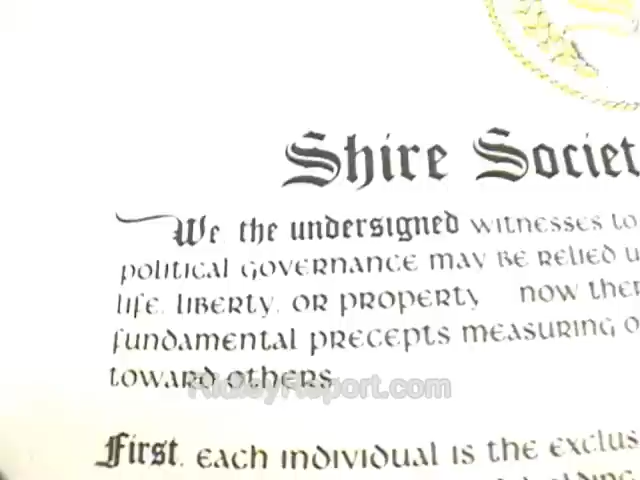 Shire Societ
We, the undersigned witnesses to
political governance may be relied u
life, liberty, or property now ther
fundamental precepts measuring o
toward others
RidleyReport.com
First, each individual is the exclus